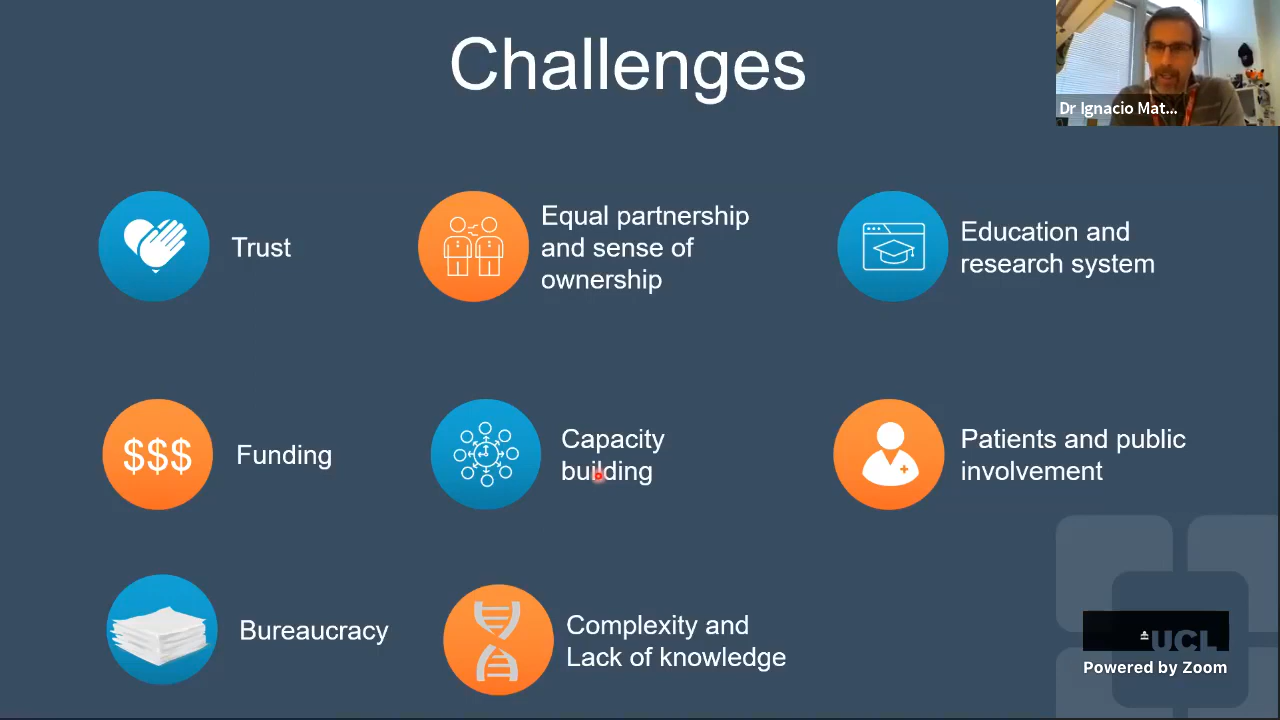 Challenges
Dr Ignacio Mat...
Trust
Equal partnership
and sense of
ownership
Education and
research system
$$$
Funding
Capacity
building
Patients and public
involvement
Bureaucracy
Complexity and
Lack of knowledge
UCL
Powered by Zoom